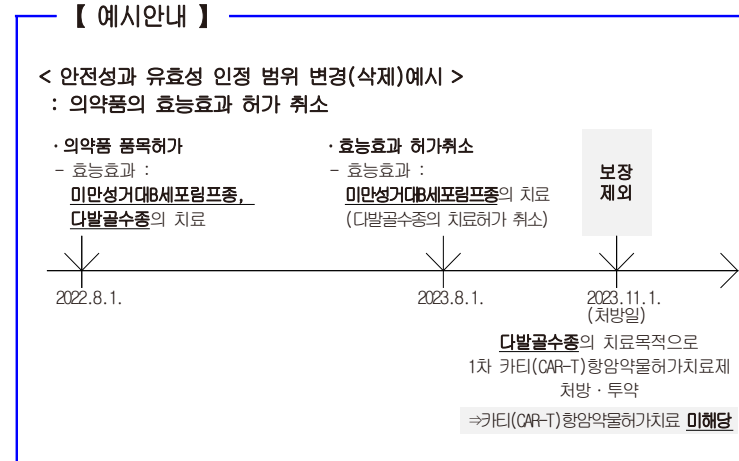 【 예시안내 】
< 안전성과 유효성 인정 범위 변경(삭제)예시 >
: 의약품의 효능효과 허가 취소
·의약품 품목허가
- 효능효과 :
미만성거대B세포림프종,
다발골수종의 치료
·효능효과 허가취소
- 효능효과 :
미만성거대B세포림프종의 치료
(다발골수종의 치료허가 취소)
보장
제외
2022.8.1.
2023.8.1.
2023.11.1.
(처방일)
다발골수종의 치료목적으로
1차 카티(CAR-T)항암약물허가치료제
처방·투약
⇒카티(CAR-T)항암약물허가치료 미해당